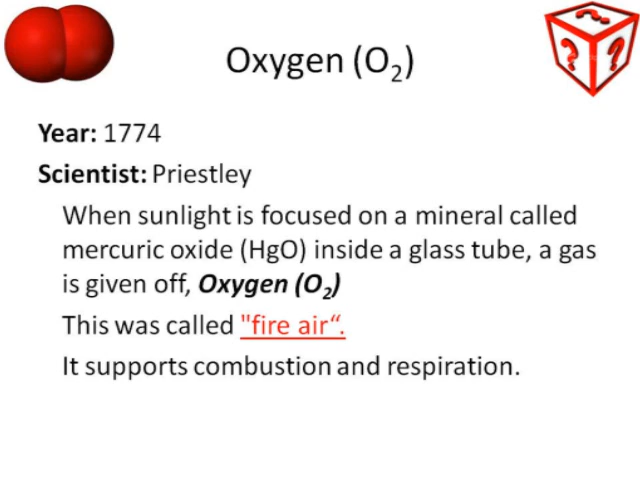 Oxygen (O₂)
Year: 1774
Scientist: Priestley
When sunlight is focused on a mineral called
mercuric oxide (HgO) inside a glass tube, a gas
is given off, Oxygen (O₂)
This was called "fire air“.
It supports combustion and respiration.
? ? ?